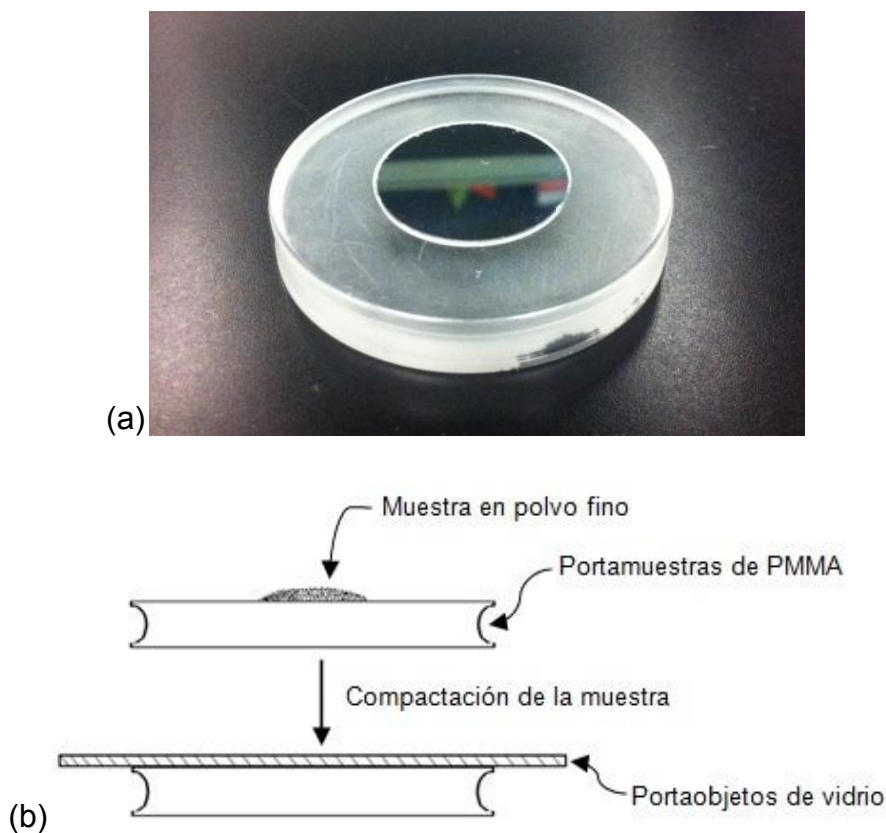 (a)
Muestra en polvo fino
Portamuestras de PMMA
Compactación de la muestra
Portaobjetos de vidrio
(b)